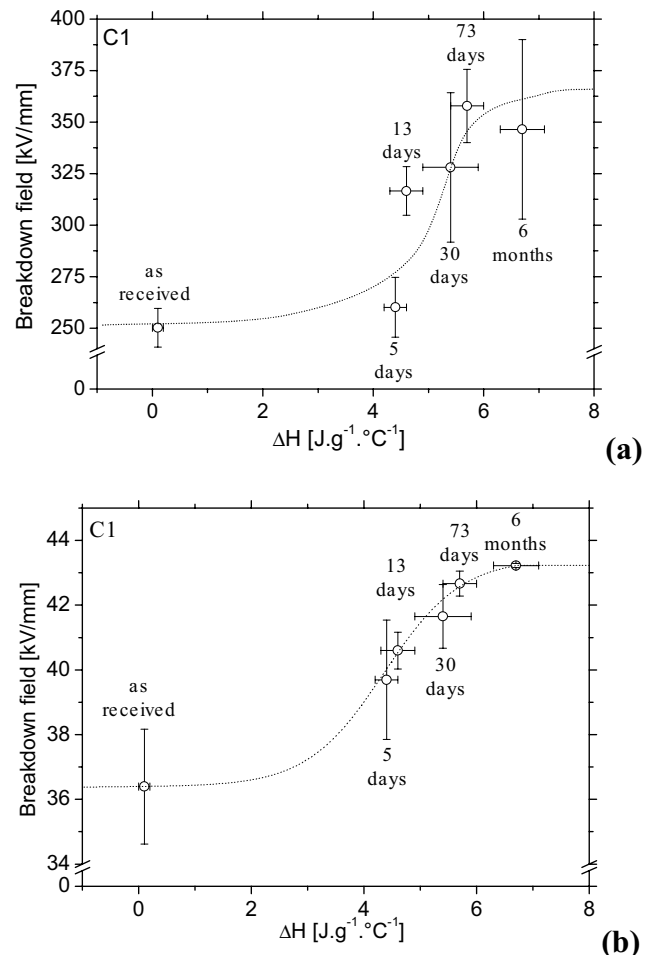 C1
400
375
350
325
300
275
250
0
Breakdown field [kV/mm]
as
received
5
days
13
days
30
days
73
days
6
months
0 2 4 6 8
ΔH [J.g⁻¹.°C⁻¹]
(a)
C1
44
42
40
38
36
34
0
Breakdown field [kV/mm]
as
received
5
days
13
days
30
days
73
days
6
months
0 2 4 6 8
ΔH [J.g⁻¹.°C⁻¹]
(b)